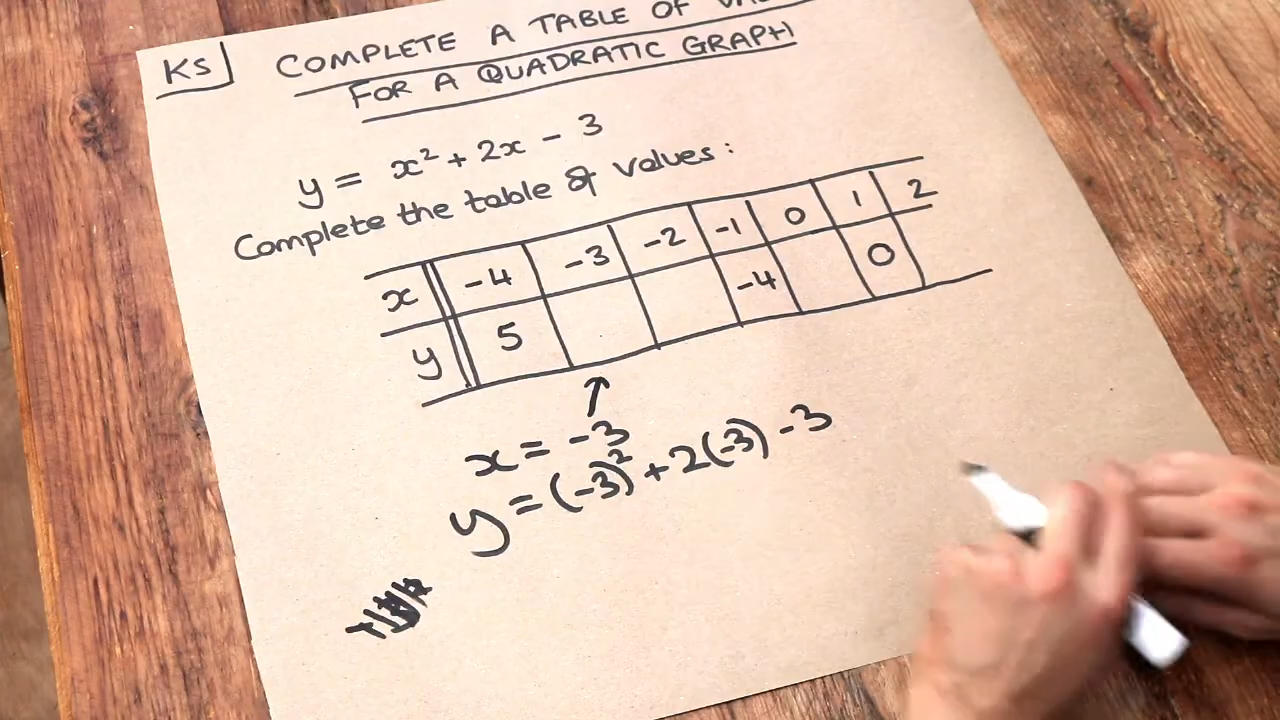 KS
COMPLETE A TABLE OF
FOR A QUADRATIC GRAPH
y = x² + 2x - 3
Complete the table of values:
x -4 -3 -2 -1 0 1 2
y 5 -4 0
↑
x = -3
y = (-3)² + 2(-3) - 3